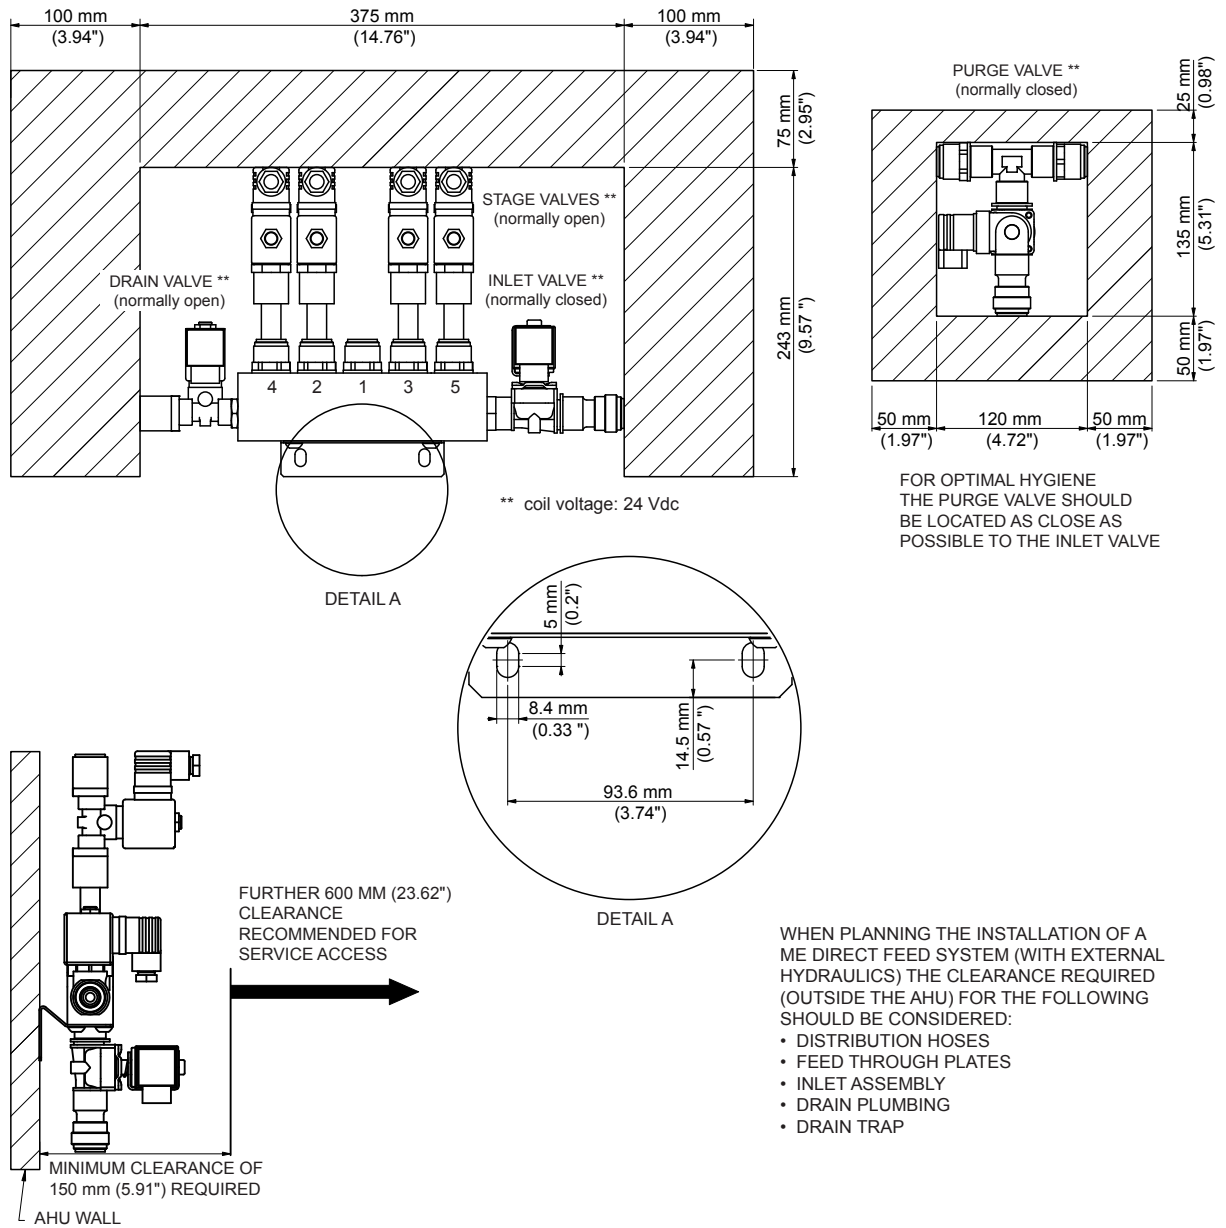 100 mm
(3.94")
375 mm
(14.76")
100 mm
(3.94")
75 mm
(2.95")
243 mm
(9.57 ")
STAGE VALVES **
(normally open)
DRAIN VALVE **
(normally open)
INLET VALVE **
(normally closed)
4 2 1 3 5
** coil voltage: 24 Vdc
DETAIL A
PURGE VALVE **
(normally closed)
25 mm
(0.98")
135 mm
(5.31")
50 mm
(1.97")
50 mm
(1.97")
120 mm
(4.72")
50 mm
(1.97")
FOR OPTIMAL HYGIENE
THE PURGE VALVE SHOULD
BE LOCATED AS CLOSE AS
POSSIBLE TO THE INLET VALVE
5 mm
(0.2")
8.4 mm
(0.33 ")
14.5 mm
(0.57 ")
93.6 mm
(3.74")
DETAIL A
FURTHER 600 MM (23.62")
CLEARANCE
RECOMMENDED FOR
SERVICE ACCESS
MINIMUM CLEARANCE OF
150 mm (5.91") REQUIRED
AHU WALL
WHEN PLANNING THE INSTALLATION OF A
ME DIRECT FEED SYSTEM (WITH EXTERNAL
HYDRAULICS) THE CLEARANCE REQUIRED
(OUTSIDE THE AHU) FOR THE FOLLOWING
SHOULD BE CONSIDERED:
• DISTRIBUTION HOSES
• FEED THROUGH PLATES
• INLET ASSEMBLY
• DRAIN PLUMBING
• DRAIN TRAP